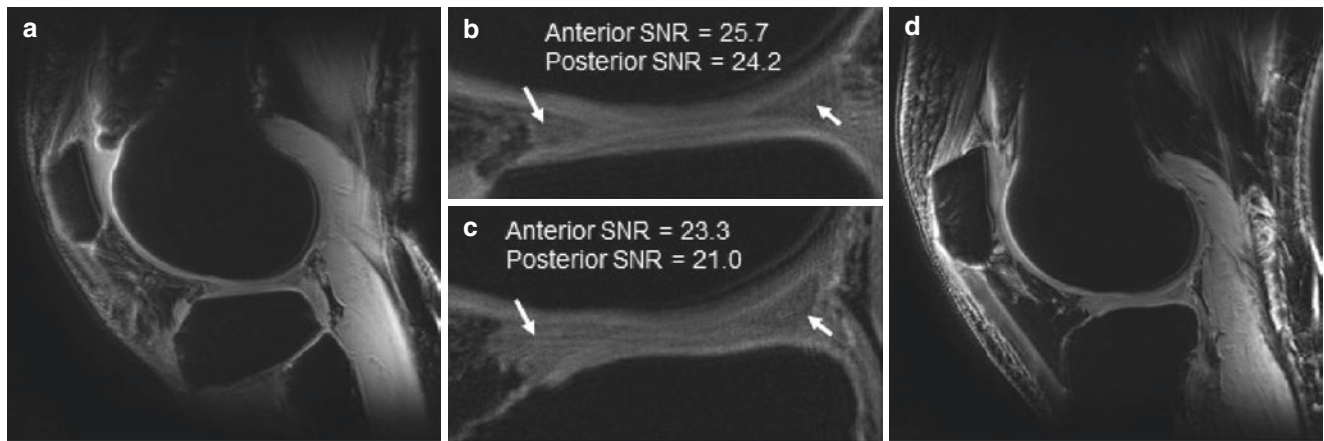 a
b
Anterior SNR = 25.7
Posterior SNR = 24.2
c
Anterior SNR = 23.3
Posterior SNR = 21.0
d